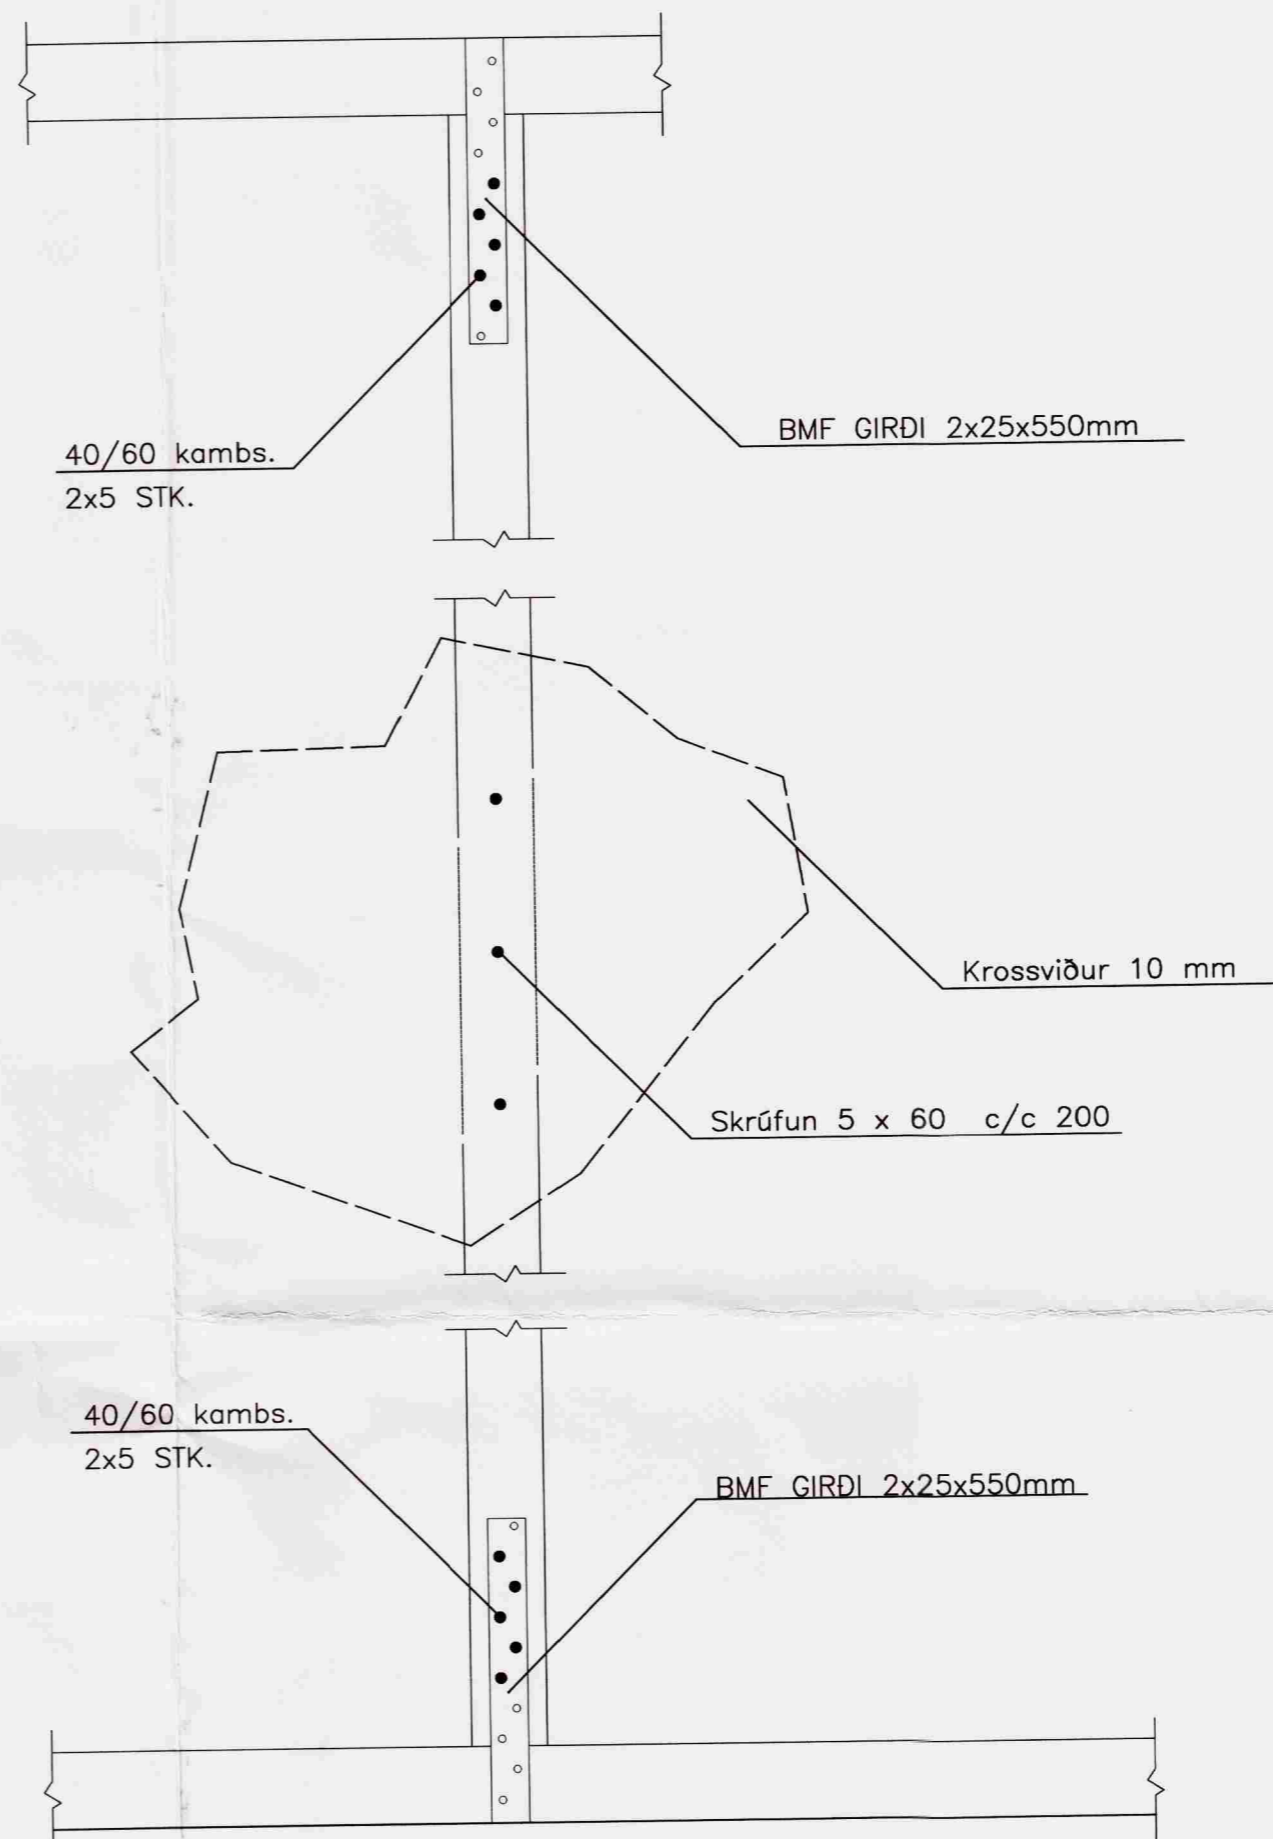 BMF GIRÐI 2x25x550mm
40/60 kambs.
2x5 STK.
Krossviður 10 mm
Skrúfun 5 x 60 c/c 200
40/60 kambs.
2x5 STK.
BMF GIRÐI 2x25x550mm